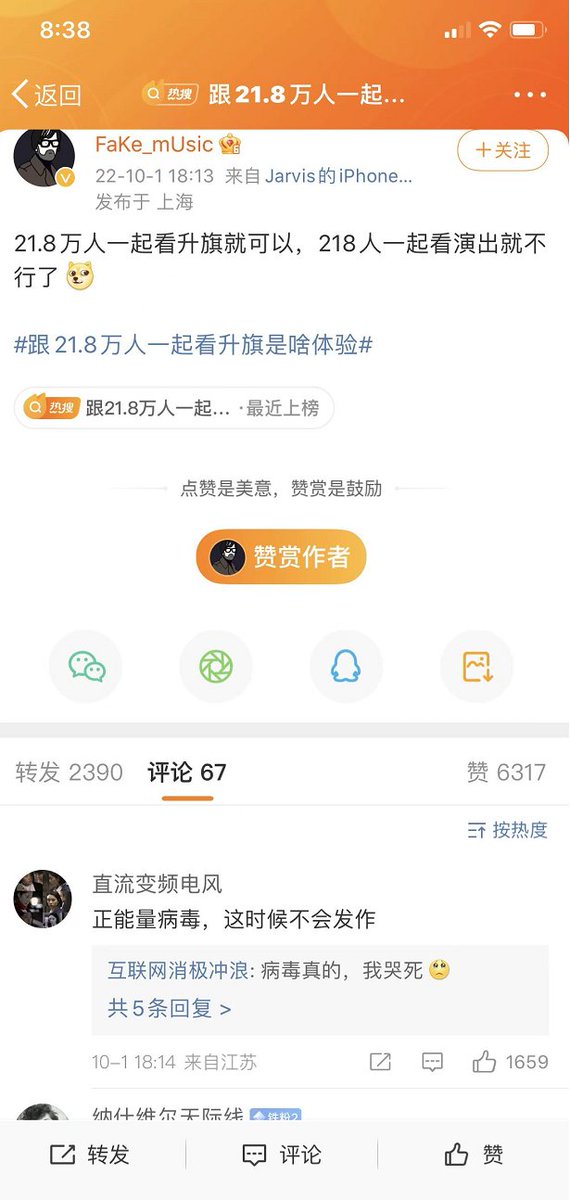 8:38
返回
热搜 跟21.8万人一起...
FaKe_mUsic
+关注
22-10-1 18:13 来自 Jarvis的iPhone...
发布于 上海
21.8万人一起看升旗就可以，218人一起看演出就不
行了
#跟21.8万人一起看升旗是啥体验#
热搜 跟21.8万人一起... ·最近上榜
点赞是美意，赞赏是鼓励
赞赏作者
转发 2390 评论 67 赞 6317
按热度
直流变频电风
正能量病毒，这时候不会发作
互联网消极冲浪: 病毒真的，我哭死
共5条回复 >
10-1 18:14 来自江苏 1659
纳什维尔天际线 铁粉2
转发 评论 赞